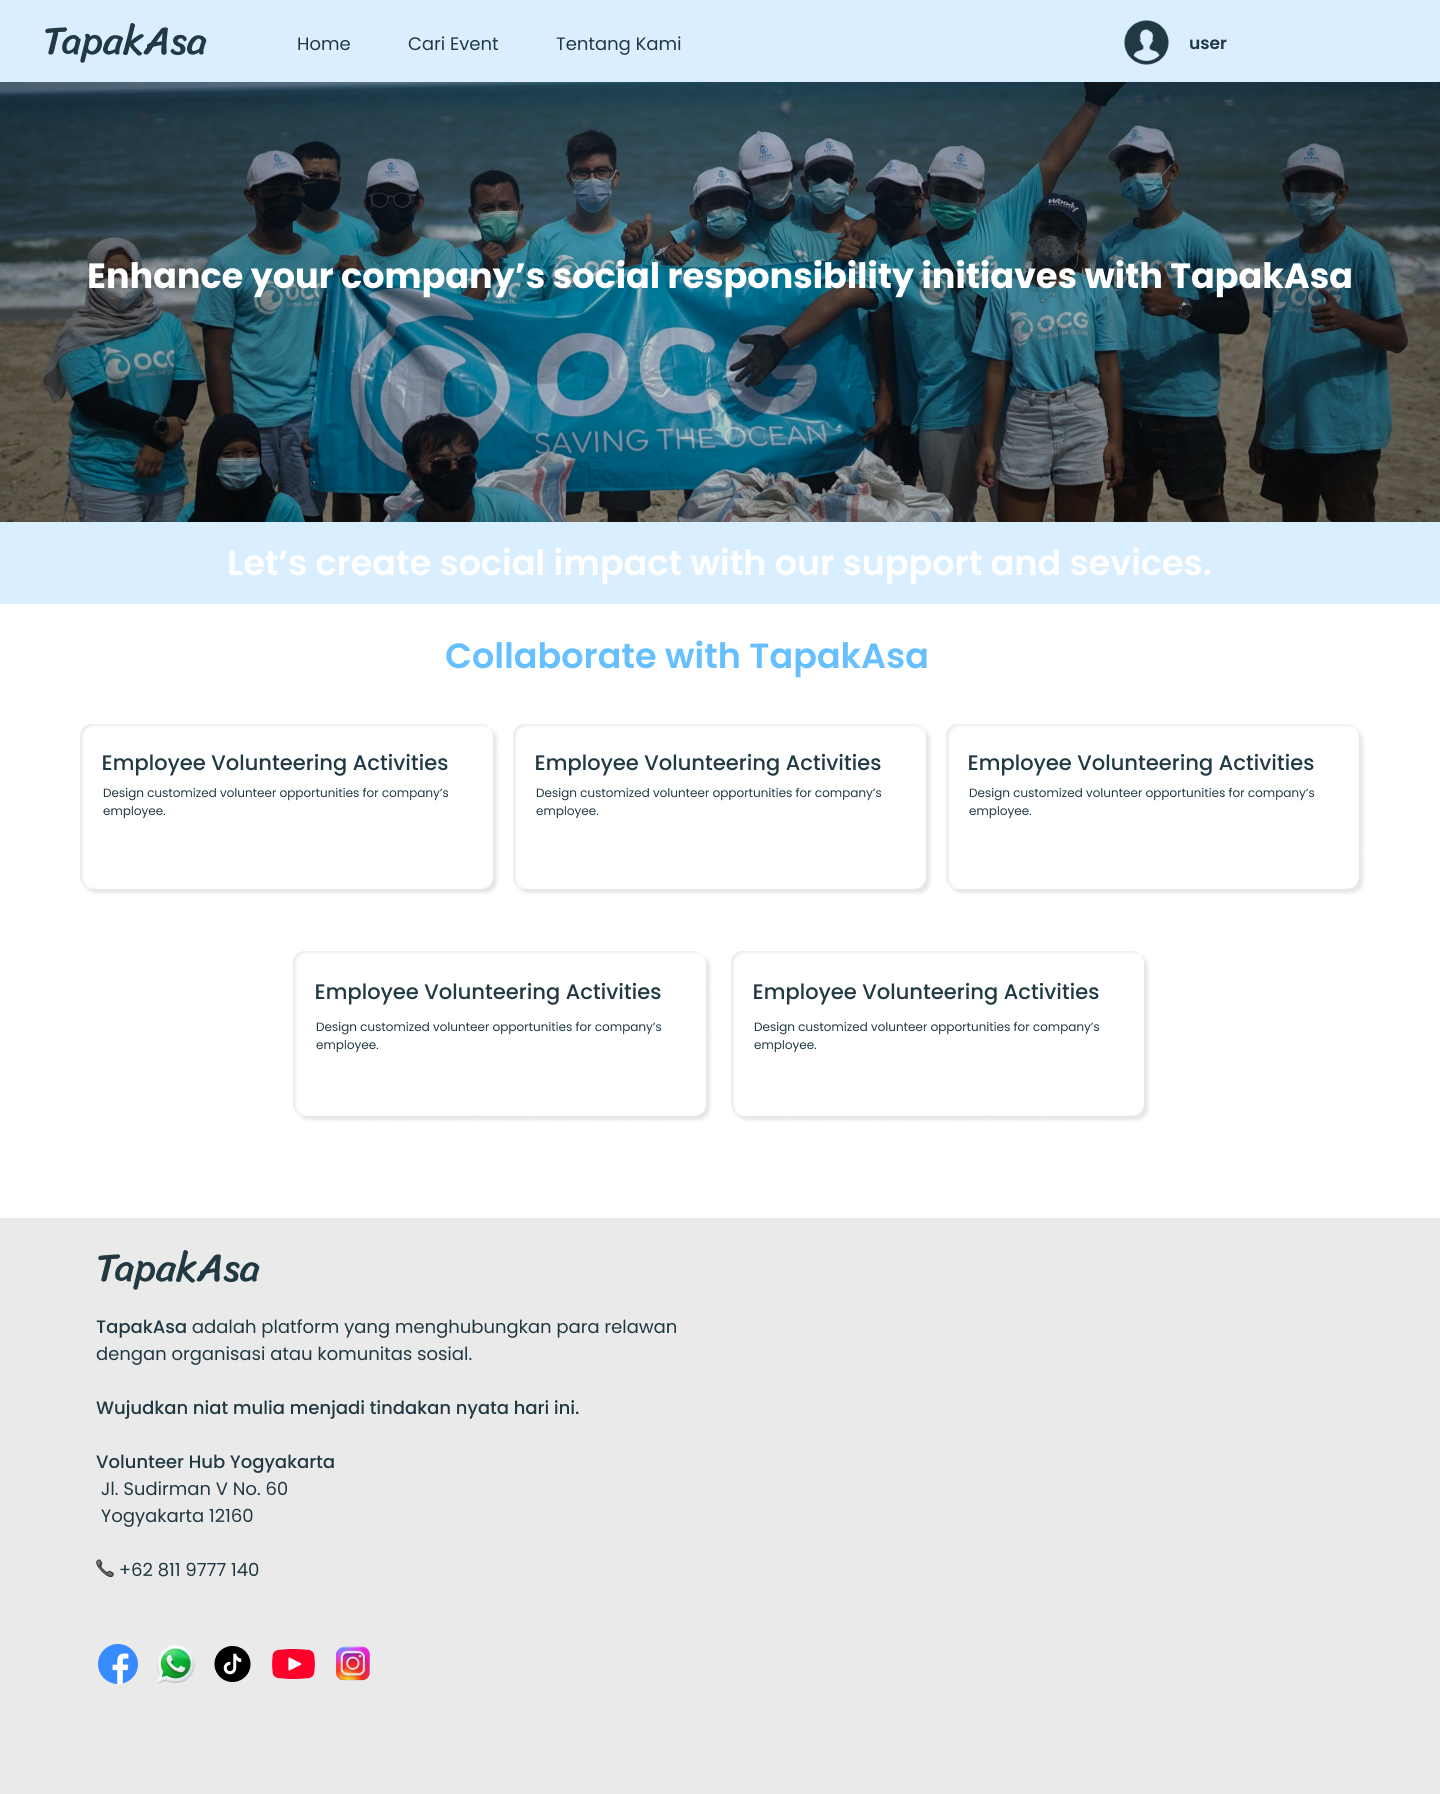 TapakAsa
Home
Cari Event
Tentang Kami
user
Woody!
Enhance your company's social responsibility initiaves with TapakAsa
OCG
OCG
OCG
OCG
SAVING THE OCEAN
Let's create social impact with our support and sevices.
Collaborate with TapakAsa
Employee Volunteering Activities
Design customized volunteer opportunities for company's
employee.
Employee Volunteering Activities
Design customized volunteer opportunities for company's
employee.
Employee Volunteering Activities
Design customized volunteer opportunities for company's
employee.
Employee Volunteering Activities
Design customized volunteer opportunities for company's
employee.
Employee Volunteering Activities
Design customized volunteer opportunities for company's
employee.
TapakAsa
TapakAsa adalah platform yang menghubungkan para relawan
dengan organisasi atau komunitas sosial.
Wujudkan niat mulia menjadi tindakan nyata hari ini.
Volunteer Hub Yogyakarta
Jl. Sudirman V No. 60
Yogyakarta 12160
+62 811 9777 140